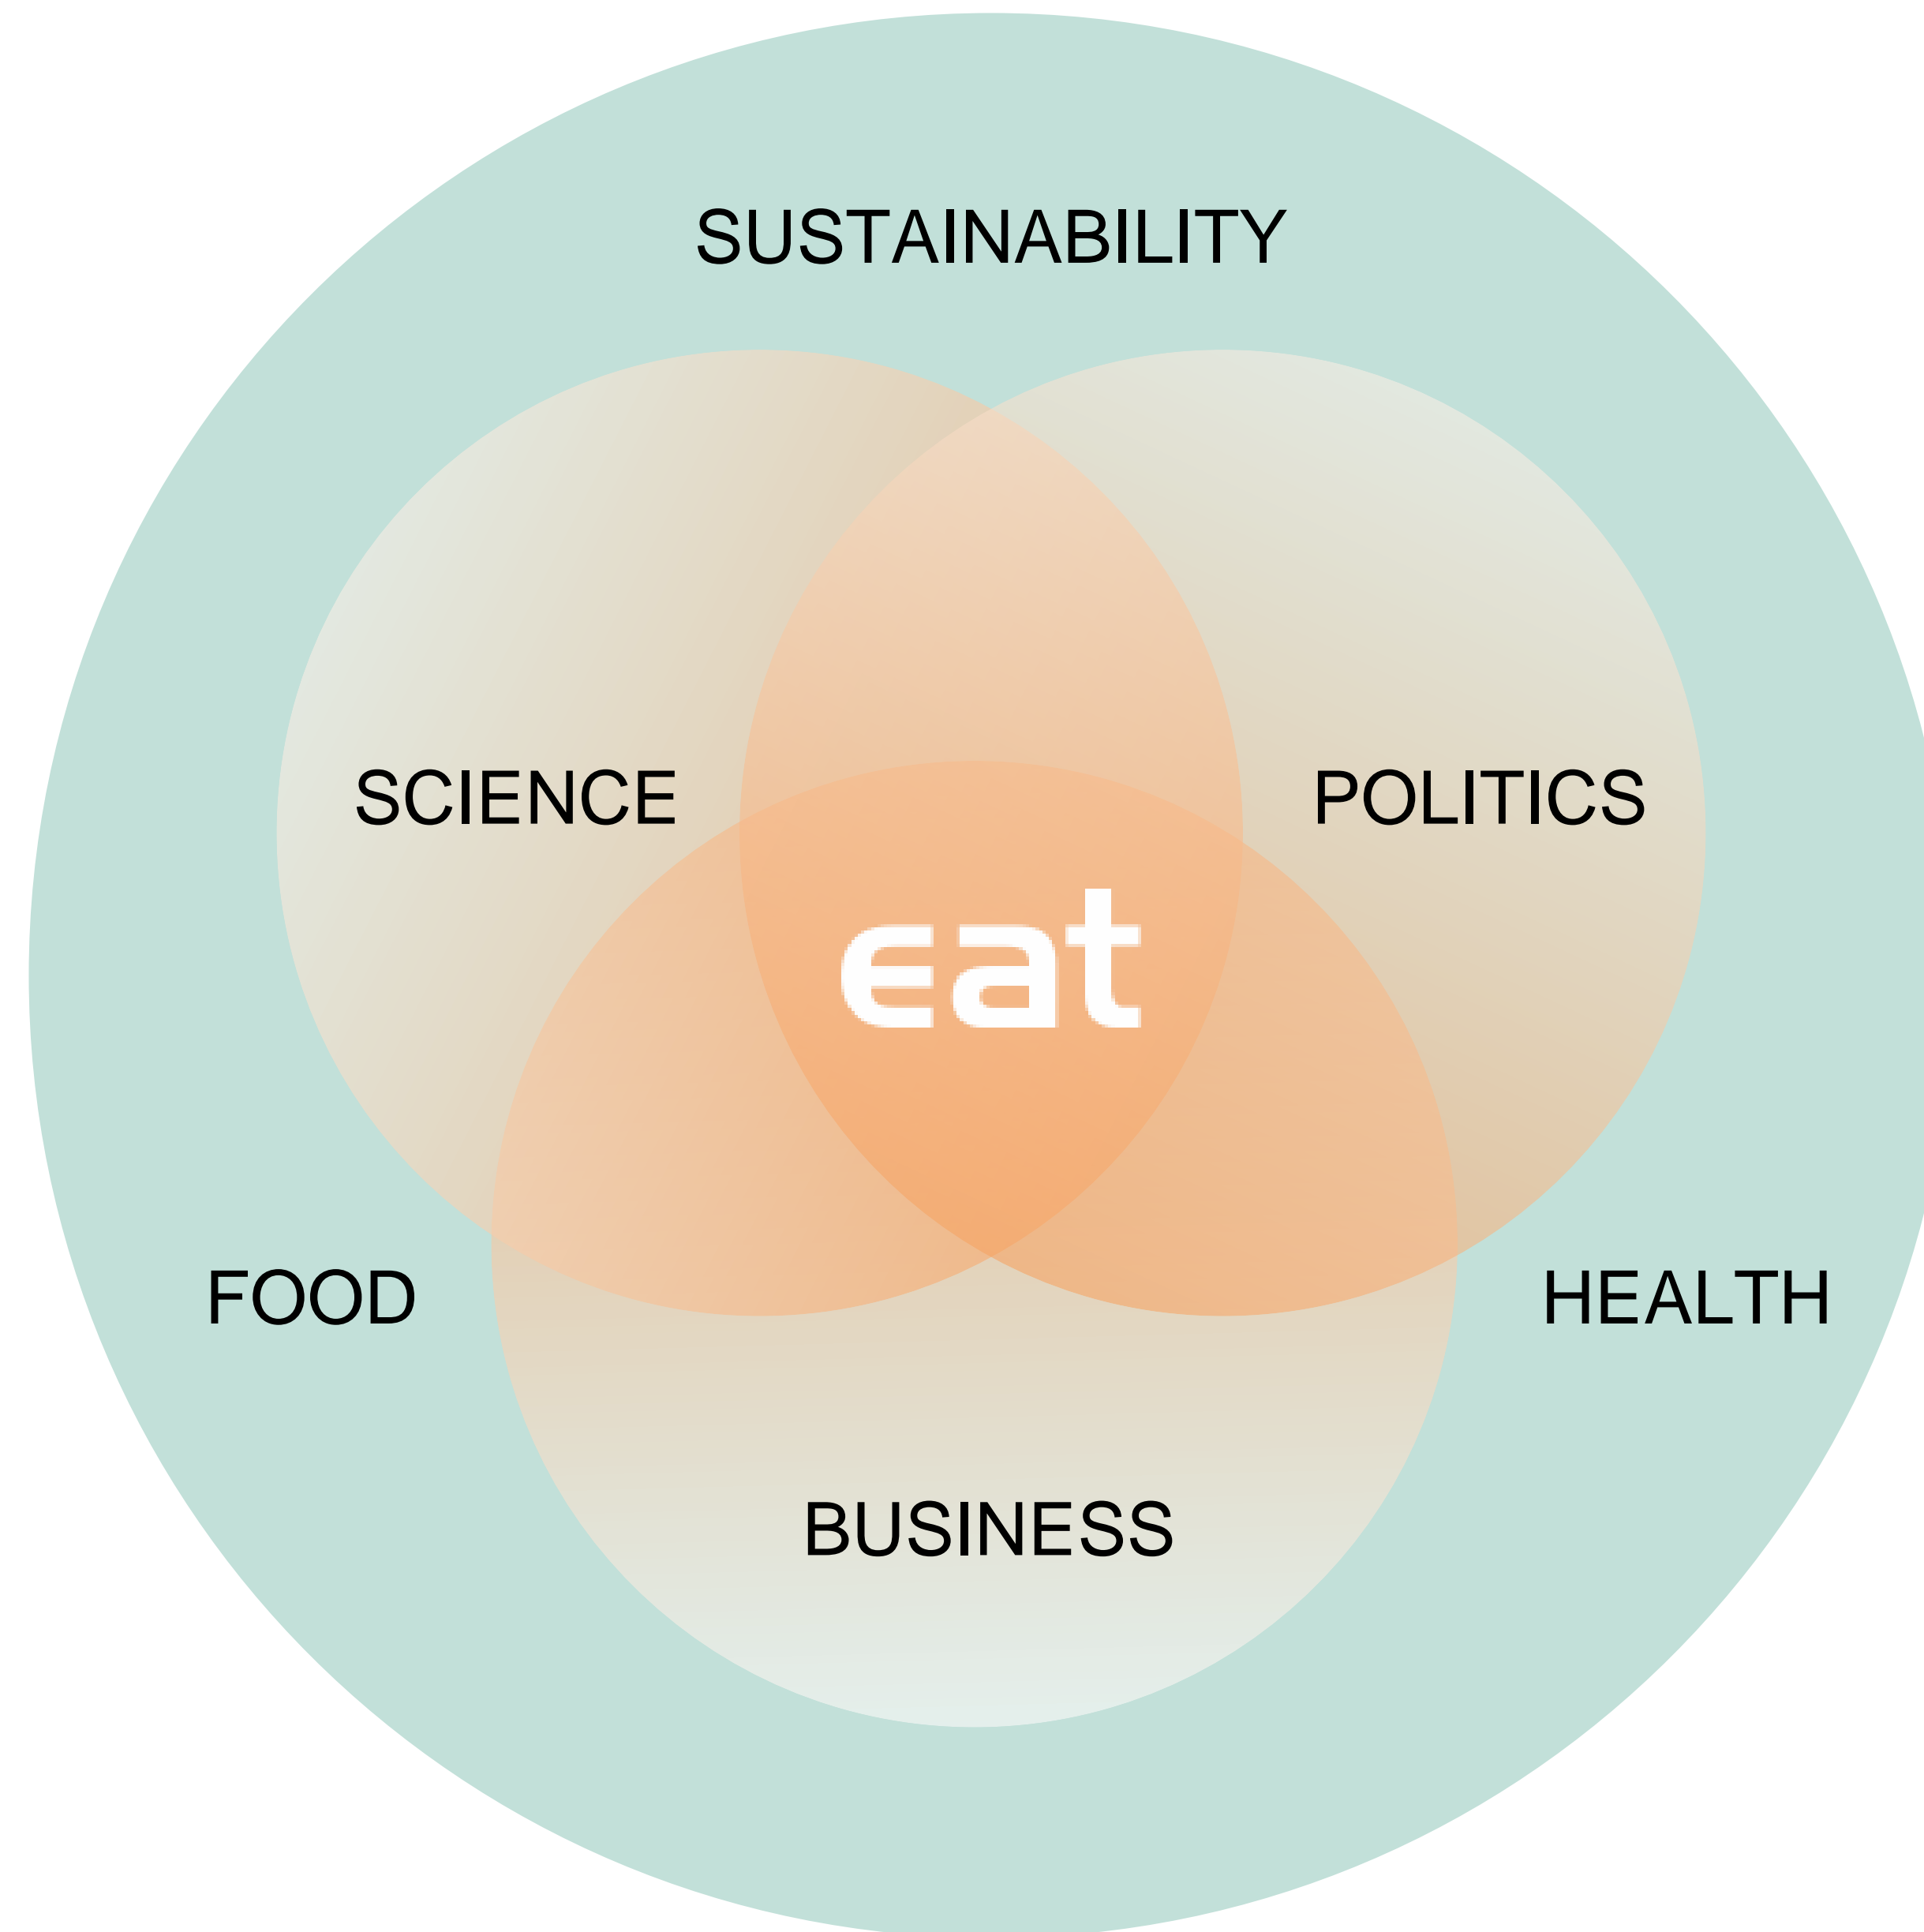 SUSTAINABILITY
SCIENCE
POLITICS
eat
FOOD
HEALTH
BUSINESS